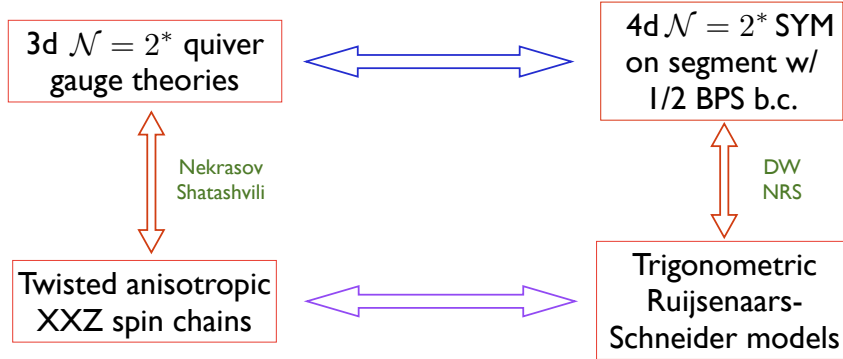 3d 𝒩 = 2* quiver
gauge theories
4d 𝒩 = 2* SYM
on segment w/
1/2 BPS b.c.
Nekrasov
Shatashvili
DW
NRS
Twisted anisotropic
XXZ spin chains
Trigonometric
Ruijsenaars-
Schneider models